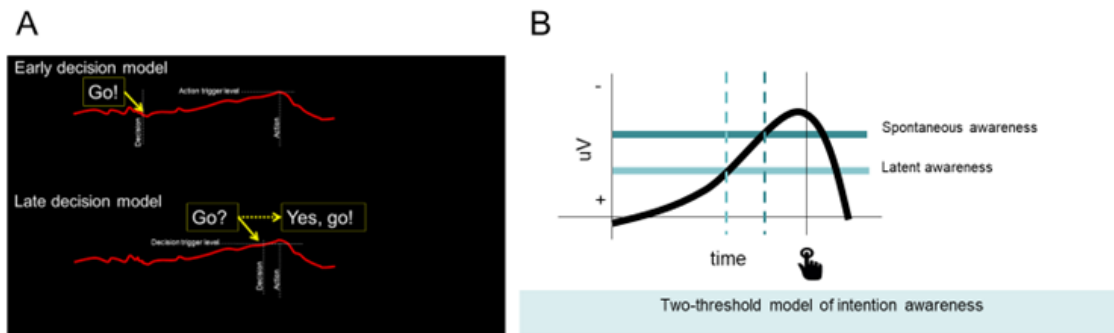 A
Early decision model
Go!
Action trigger level
Decision
Action
Late decision model
Go?
Yes, go!
Decision trigger level
Decision
Action
B
-
uV
+
Spontaneous awareness
Latent awareness
time
Two-threshold model of intention awareness